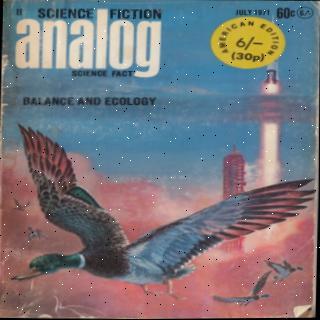 SCIENCE FICTION
analog
SCIENCE FACT
JULY 1971 60c
AMERICAN EDITION
6/-
(30p)
BALANCE AND ECOLOGY